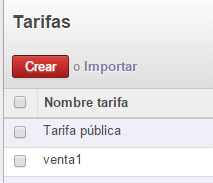 Tarifas
Crear o Importar
Nombre tarifa
Tarifa pública
venta1